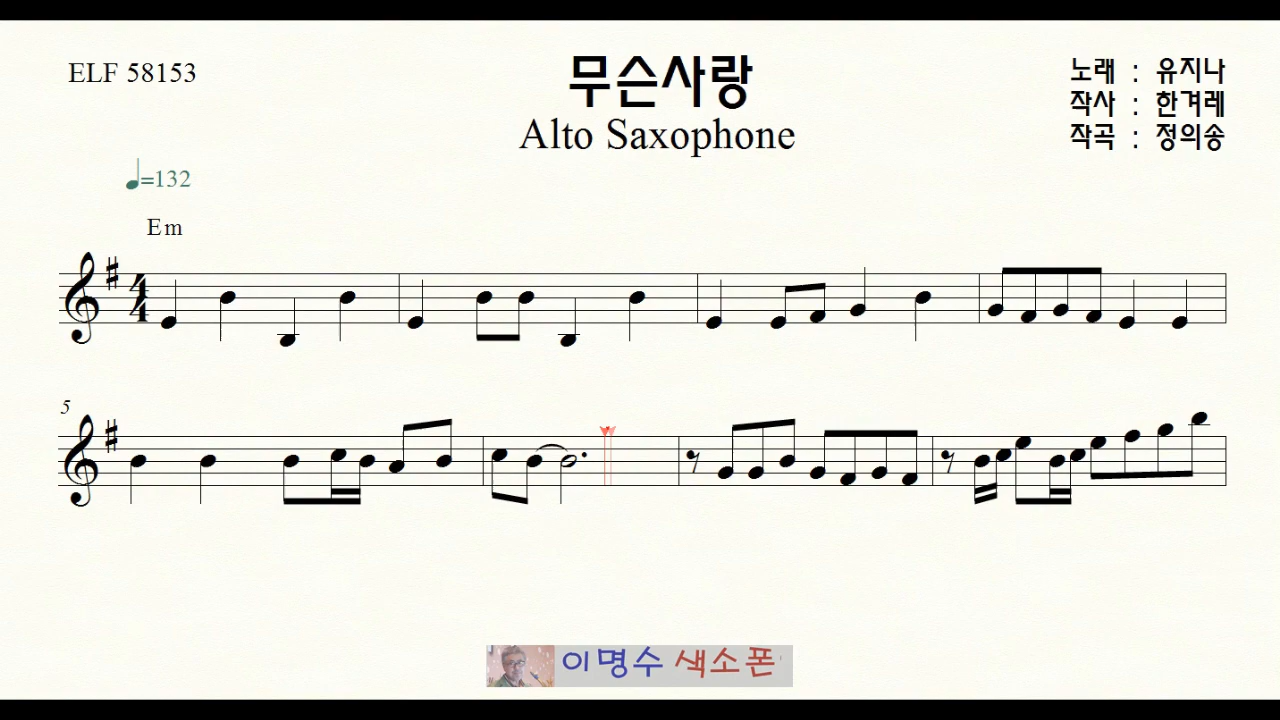 ELF 58153
무슨사랑
Alto Saxophone
노래 : 유지나
작사 : 한겨레
작곡 : 정의송
♩=132
Em
4
4
5
이명수 색소폰